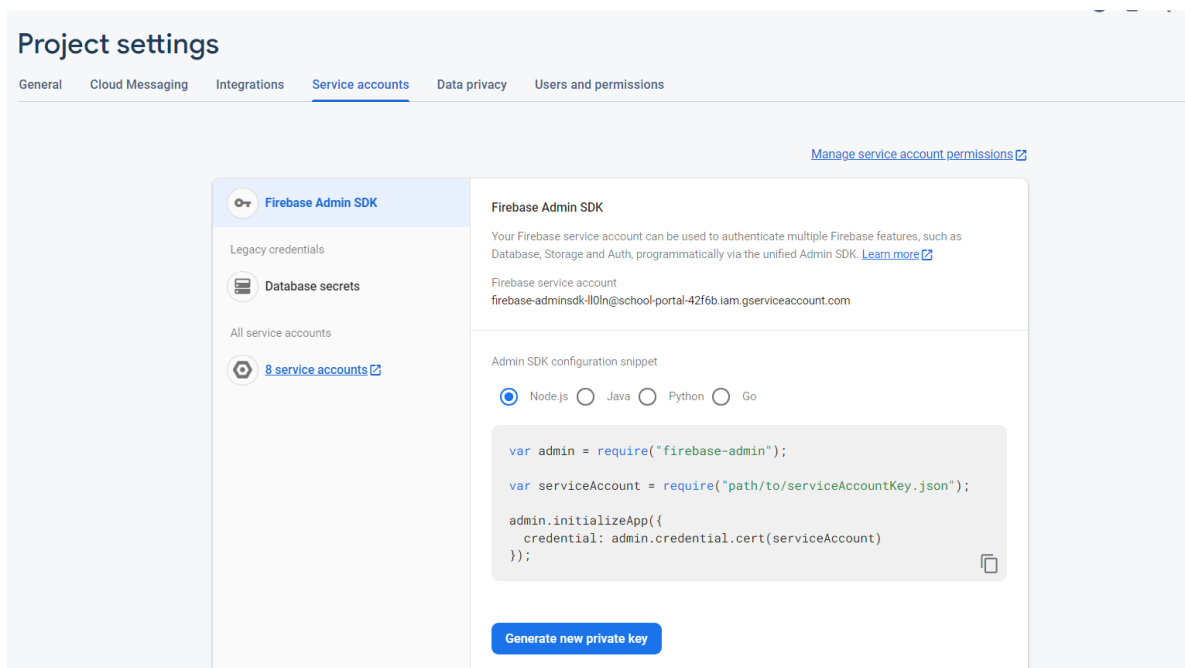 Project settings
General Cloud Messaging Integrations Service accounts Data privacy Users and permissions
Manage service account permissions
Firebase Admin SDK
Legacy credentials
Database secrets
All service accounts
8 service accounts
Firebase Admin SDK
Your Firebase service account can be used to authenticate multiple Firebase features, such as
Database, Storage and Auth, programmatically via the unified Admin SDK. Learn more
Firebase service account
firebase-adminsdk-ll0ln@school-portal-42f6b.iam.gserviceaccount.com
Admin SDK configuration snippet
Node.js Java Python Go
var admin = require("firebase-admin");
var serviceAccount = require("path/to/serviceAccountKey.json");
admin.initializeApp({
  credential: admin.credential.cert(serviceAccount)
});
Generate new private key